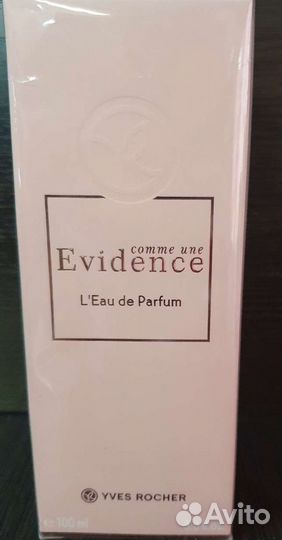 comme une
Evidence
L'Eau de Parfum
YVES ROCHER
e 100 ml
Avito